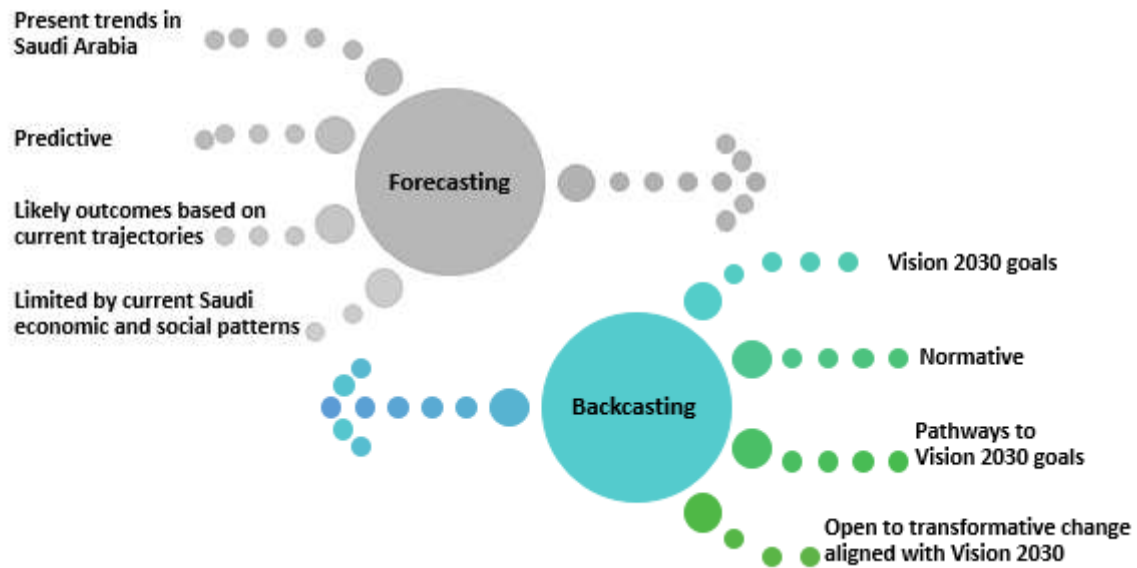 Present trends in
Saudi Arabia
Predictive
Forecasting
Likely outcomes based on
current trajectories
Limited by current Saudi
economic and social patterns
Vision 2030 goals
Normative
Backcasting
Pathways to
Vision 2030 goals
Open to transformative change
aligned with Vision 2030